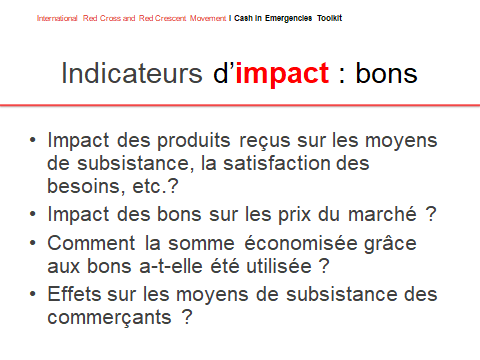 International Red Cross and Red Crescent Movement I Cash in Emergencies Toolkit
Indicateurs d'impact : bons
• Impact des produits reçus sur les moyens
de subsistance, la satisfaction des
besoins, etc.?
• Impact des bons sur les prix du marché ?
• Comment la somme économisée grâce
aux bons a-t-elle été utilisée ?
• Effets sur les moyens de subsistance des
commerçants ?